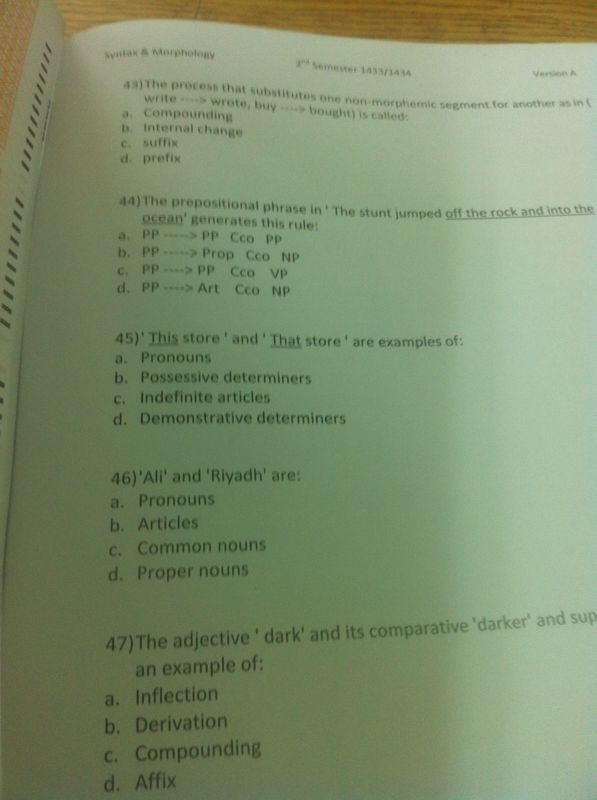 Syntax & Morphology
2nd Semester 1433/1434
Version A
43)The process that substitutes one non-morphemic segment for another as in (
write ----> wrote, buy ----> bought) is called:
a. Compounding
b. Internal change
c. suffix
d. prefix
44)The prepositional phrase in ' The stunt jumped off the rock and into the
ocean' generates this rule:
a. PP -----> PP Cco PP
b. PP -----> Prop Cco NP
c. PP ----> PP Cco VP
d. PP ----> Art Cco NP
45)' This store ' and ' That store ' are examples of:
a. Pronouns
b. Possessive determiners
c. Indefinite articles
d. Demonstrative determiners
46)'Ali' and 'Riyadh' are:
a. Pronouns
b. Articles
c. Common nouns
d. Proper nouns
47)The adjective ' dark' and its comparative 'darker' and sup
an example of:
a. Inflection
b. Derivation
c. Compounding
d. Affix